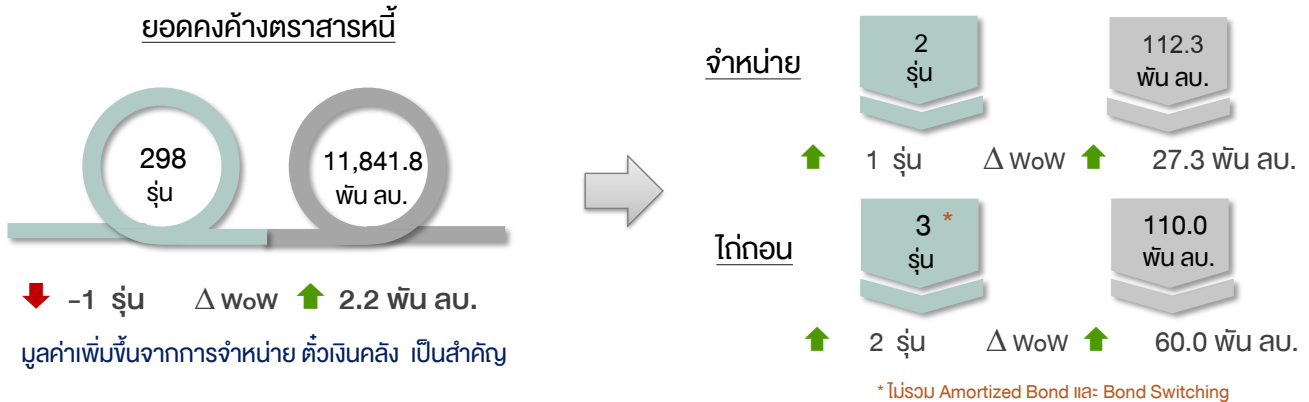 ยอดคงค้างตราสารหนี้
298
รุ่น
11,841.8
พัน ลบ.
-1 รุ่น Δ WoW 2.2 พัน ลบ.
มูลค่าเพิ่มขึ้นจากการจำหน่าย ตั๋วเงินคลัง เป็นสำคัญ
จำหน่าย
2
รุ่น
112.3
พัน ลบ.
1 รุ่น Δ WoW 27.3 พัน ลบ.
ไถ่ถอน
3 *
รุ่น
110.0
พัน ลบ.
2 รุ่น Δ WoW 60.0 พัน ลบ.
* ไม่รวม Amortized Bond และ Bond Switching